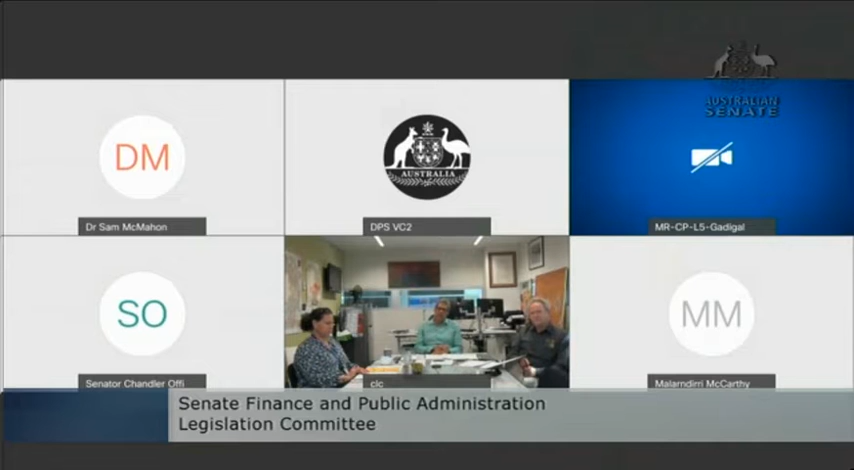 AUSTRALIAN
SENATE
DM
AUSTRALIA
Dr Sam McMahon
DPS VC2
MR-CP-L5-Gadigal
SO
MM
Senator Chandler Offi
clc
Malarndirri McCarthy
Senate Finance and Public Administration
Legislation Committee